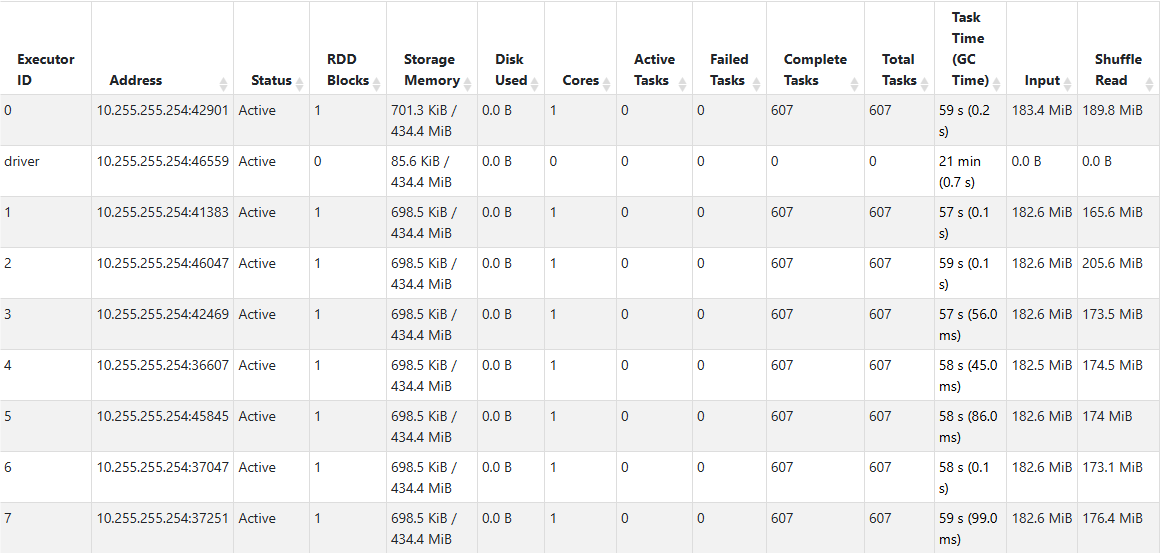 Executor ID Address Status RDD Blocks Storage Memory Disk Used Cores Active Tasks Failed Tasks Complete Tasks Total Tasks Task Time (GC Time) Input Shuffle Read
0 10.255.255.254:42901 Active 1 701.3 KiB / 434.4 MiB 0.0 B 1 0 0 607 607 59 s (0.2 s) 183.4 MiB 189.8 MiB
driver 10.255.255.254:46559 Active 0 85.6 KiB / 434.4 MiB 0.0 B 0 0 0 0 0 21 min (0.7 s) 0.0 B 0.0 B
1 10.255.255.254:41383 Active 1 698.5 KiB / 434.4 MiB 0.0 B 1 0 0 607 607 57 s (0.1 s) 182.6 MiB 165.6 MiB
2 10.255.255.254:46047 Active 1 698.5 KiB / 434.4 MiB 0.0 B 1 0 0 607 607 59 s (0.1 s) 182.6 MiB 205.6 MiB
3 10.255.255.254:42469 Active 1 698.5 KiB / 434.4 MiB 0.0 B 1 0 0 607 607 57 s (56.0 ms) 182.6 MiB 173.5 MiB
4 10.255.255.254:36607 Active 1 698.5 KiB / 434.4 MiB 0.0 B 1 0 0 607 607 58 s (45.0 ms) 182.5 MiB 174.5 MiB
5 10.255.255.254:45845 Active 1 698.5 KiB / 434.4 MiB 0.0 B 1 0 0 607 607 58 s (86.0 ms) 182.6 MiB 174 MiB
6 10.255.255.254:37047 Active 1 698.5 KiB / 434.4 MiB 0.0 B 1 0 0 607 607 58 s (0.1 s) 182.6 MiB 173.1 MiB
7 10.255.255.254:37251 Active 1 698.5 KiB / 434.4 MiB 0.0 B 1 0 0 607 607 59 s (99.0 ms) 182.6 MiB 176.4 MiB